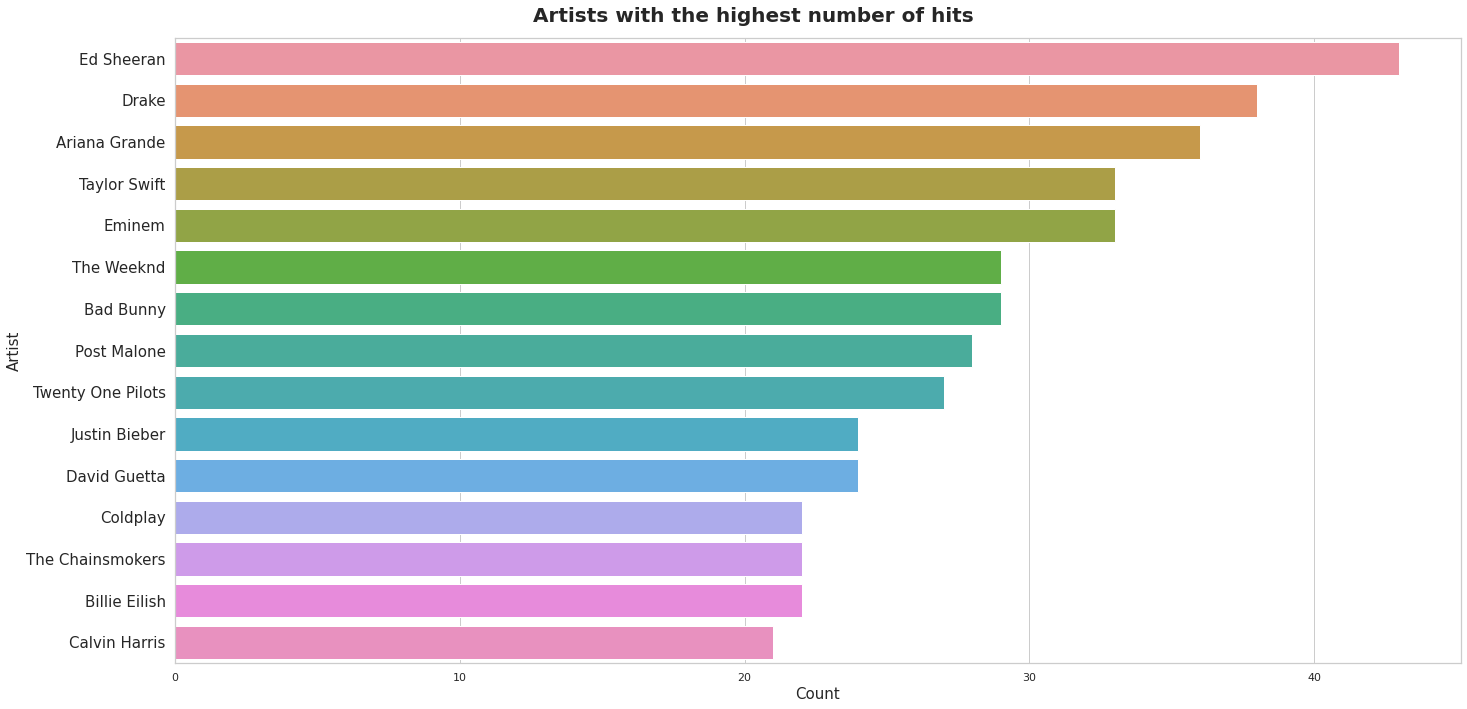 Artists with the highest number of hits
Ed Sheeran
Drake
Ariana Grande
Taylor Swift
Eminem
The Weeknd
Bad Bunny
Post Malone
Twenty One Pilots
Justin Bieber
David Guetta
Coldplay
The Chainsmokers
Billie Eilish
Calvin Harris
Artist
0 10 20 30 40
Count